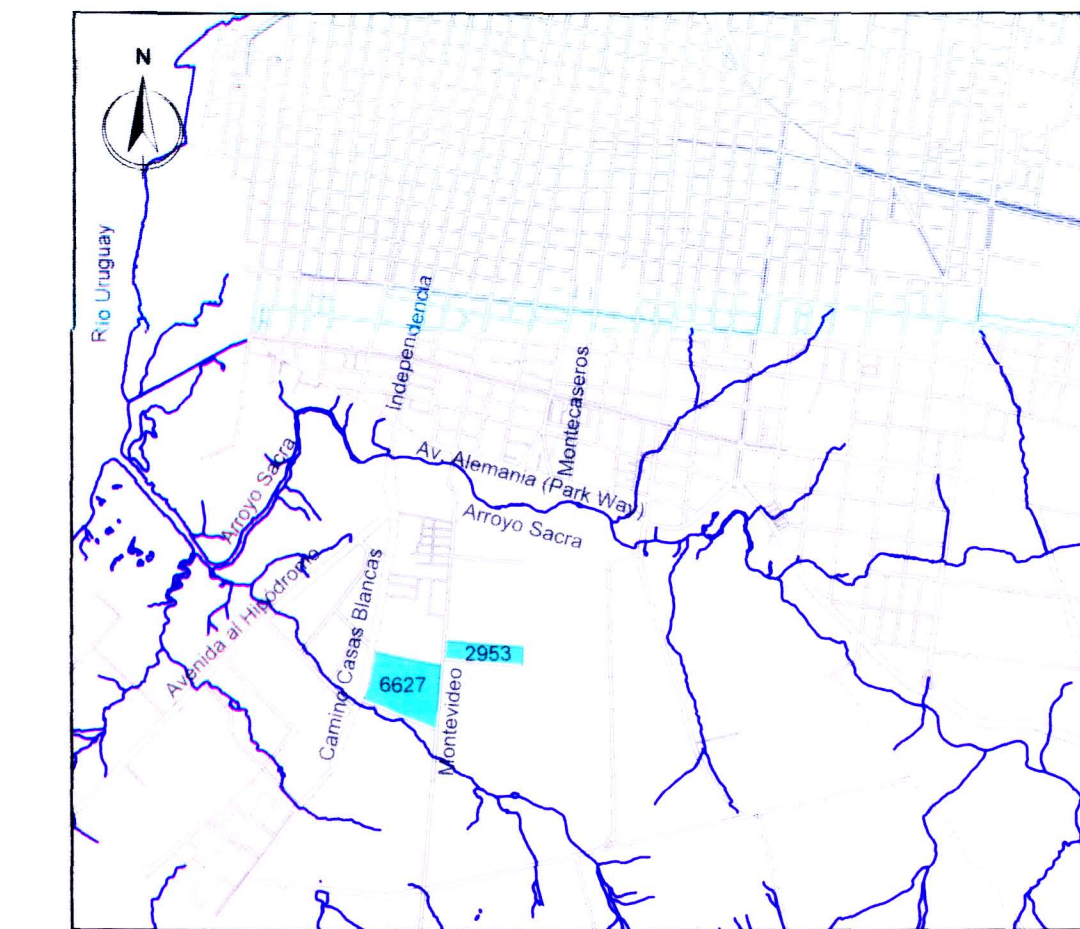 N
Río Uruguay
Independencia
Montecaseros
Av. Alemania (Park Way)
Arroyo Sacra
Arroyo Sacra
Avenida al Hipódromo
Camino Casas Blancas
2953
6627
Montevideo